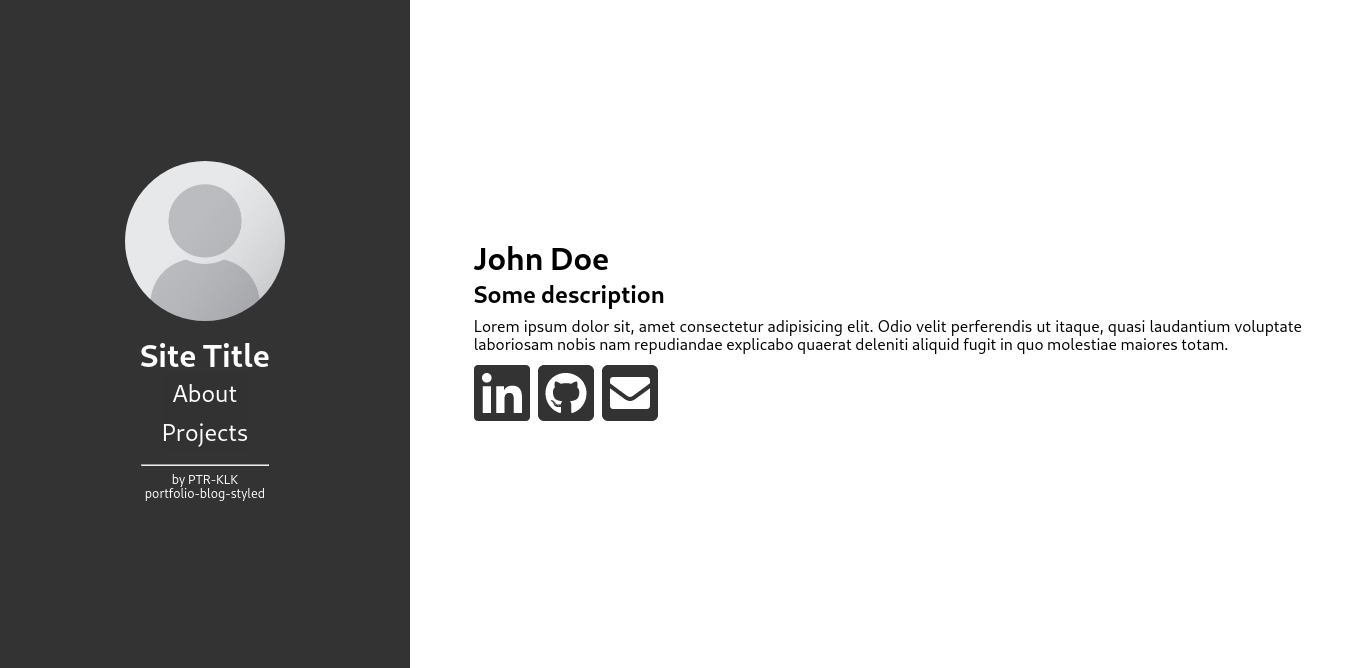 Site Title
About
Projects
by PTR-KLK
portfolio-blog-styled
John Doe
Some description
Lorem ipsum dolor sit, amet consectetur adipisicing elit. Odio velit perferendis ut itaque, quasi laudantium voluptate
laboriosam nobis nam repudiandae explicabo quaerat deleniti aliquid fugit in quo molestiae maiores totam.
in